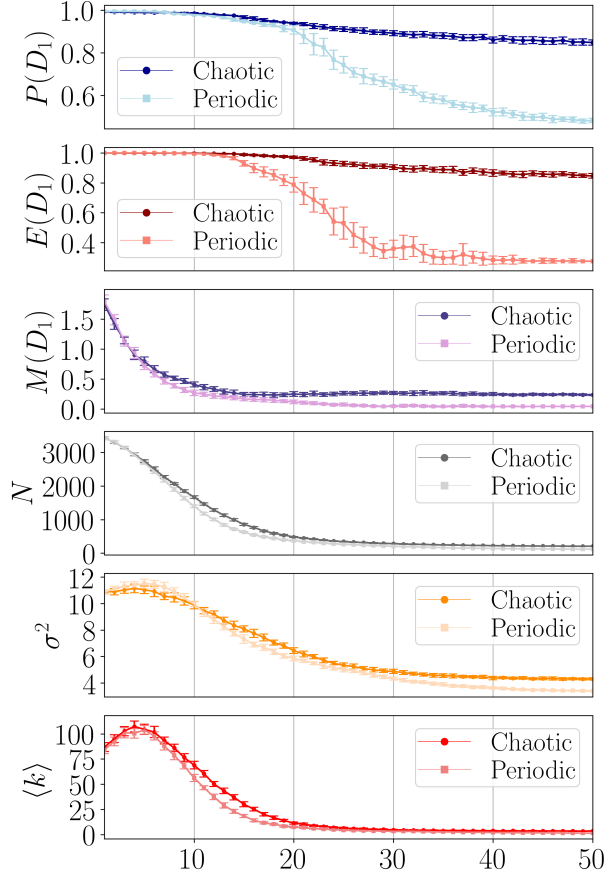 P(D₁)
1.0
0.8
0.6
Chaotic
Periodic
E(D₁)
1.0
0.8
0.6
0.4
Chaotic
Periodic
M(D₁)
1.5
1.0
0.5
0.0
Chaotic
Periodic
N
3000
2000
1000
0
Chaotic
Periodic
σ²
12
10
8
6
4
Chaotic
Periodic
⟨k⟩
100
75
50
25
0
Chaotic
Periodic
10 20 30 40 50